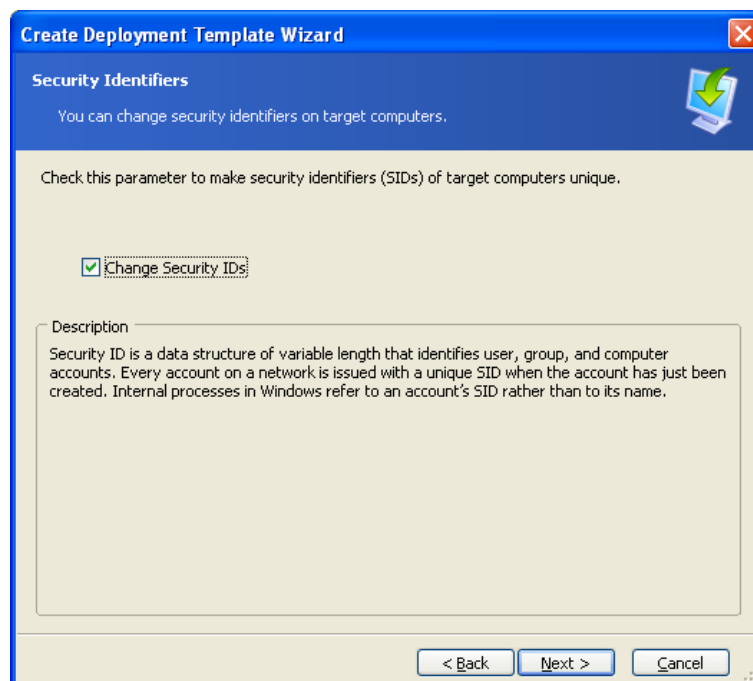 Create Deployment Template Wizard
Security Identifiers
You can change security identifiers on target computers.
Check this parameter to make security identifiers (SIDs) of target computers unique.
Change Security IDs
Description
Security ID is a data structure of variable length that identifies user, group, and computer
accounts. Every account on a network is issued with a unique SID when the account has just been
created. Internal processes in Windows refer to an account's SID rather than to its name.
< Back Next > Cancel